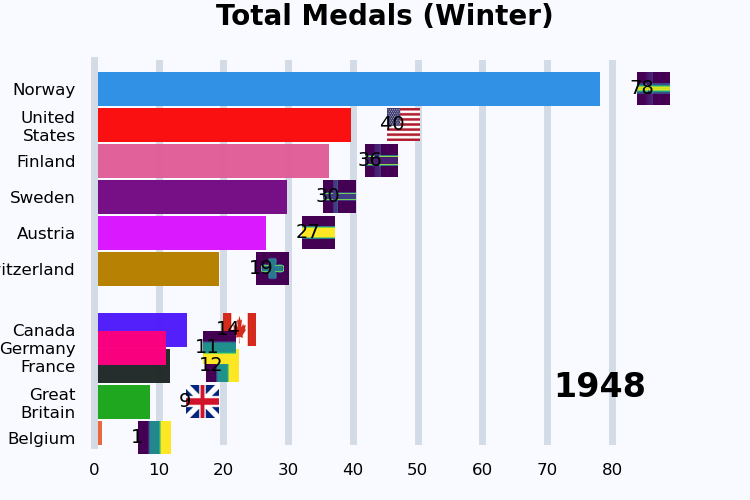 Total Medals (Winter)
Norway 78
United
States 40
Finland 36
Sweden 30
Austria 27
itzerland 19
Canada 14
Germany 11
France 12
Great
Britain 9
Belgium 1
1948
0 10 20 30 40 50 60 70 80